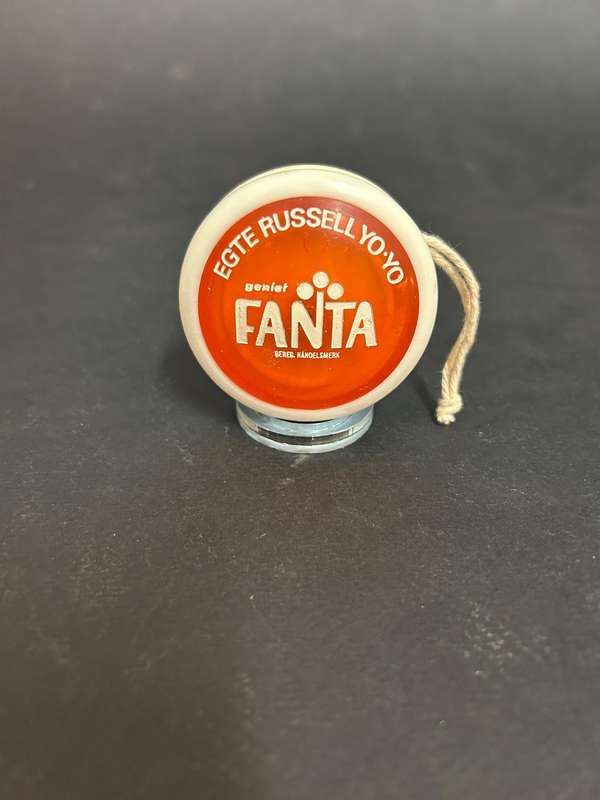 EGTE RUSSELL YO-YO
geniet
FANTA
GEREG. HANDELSMERK